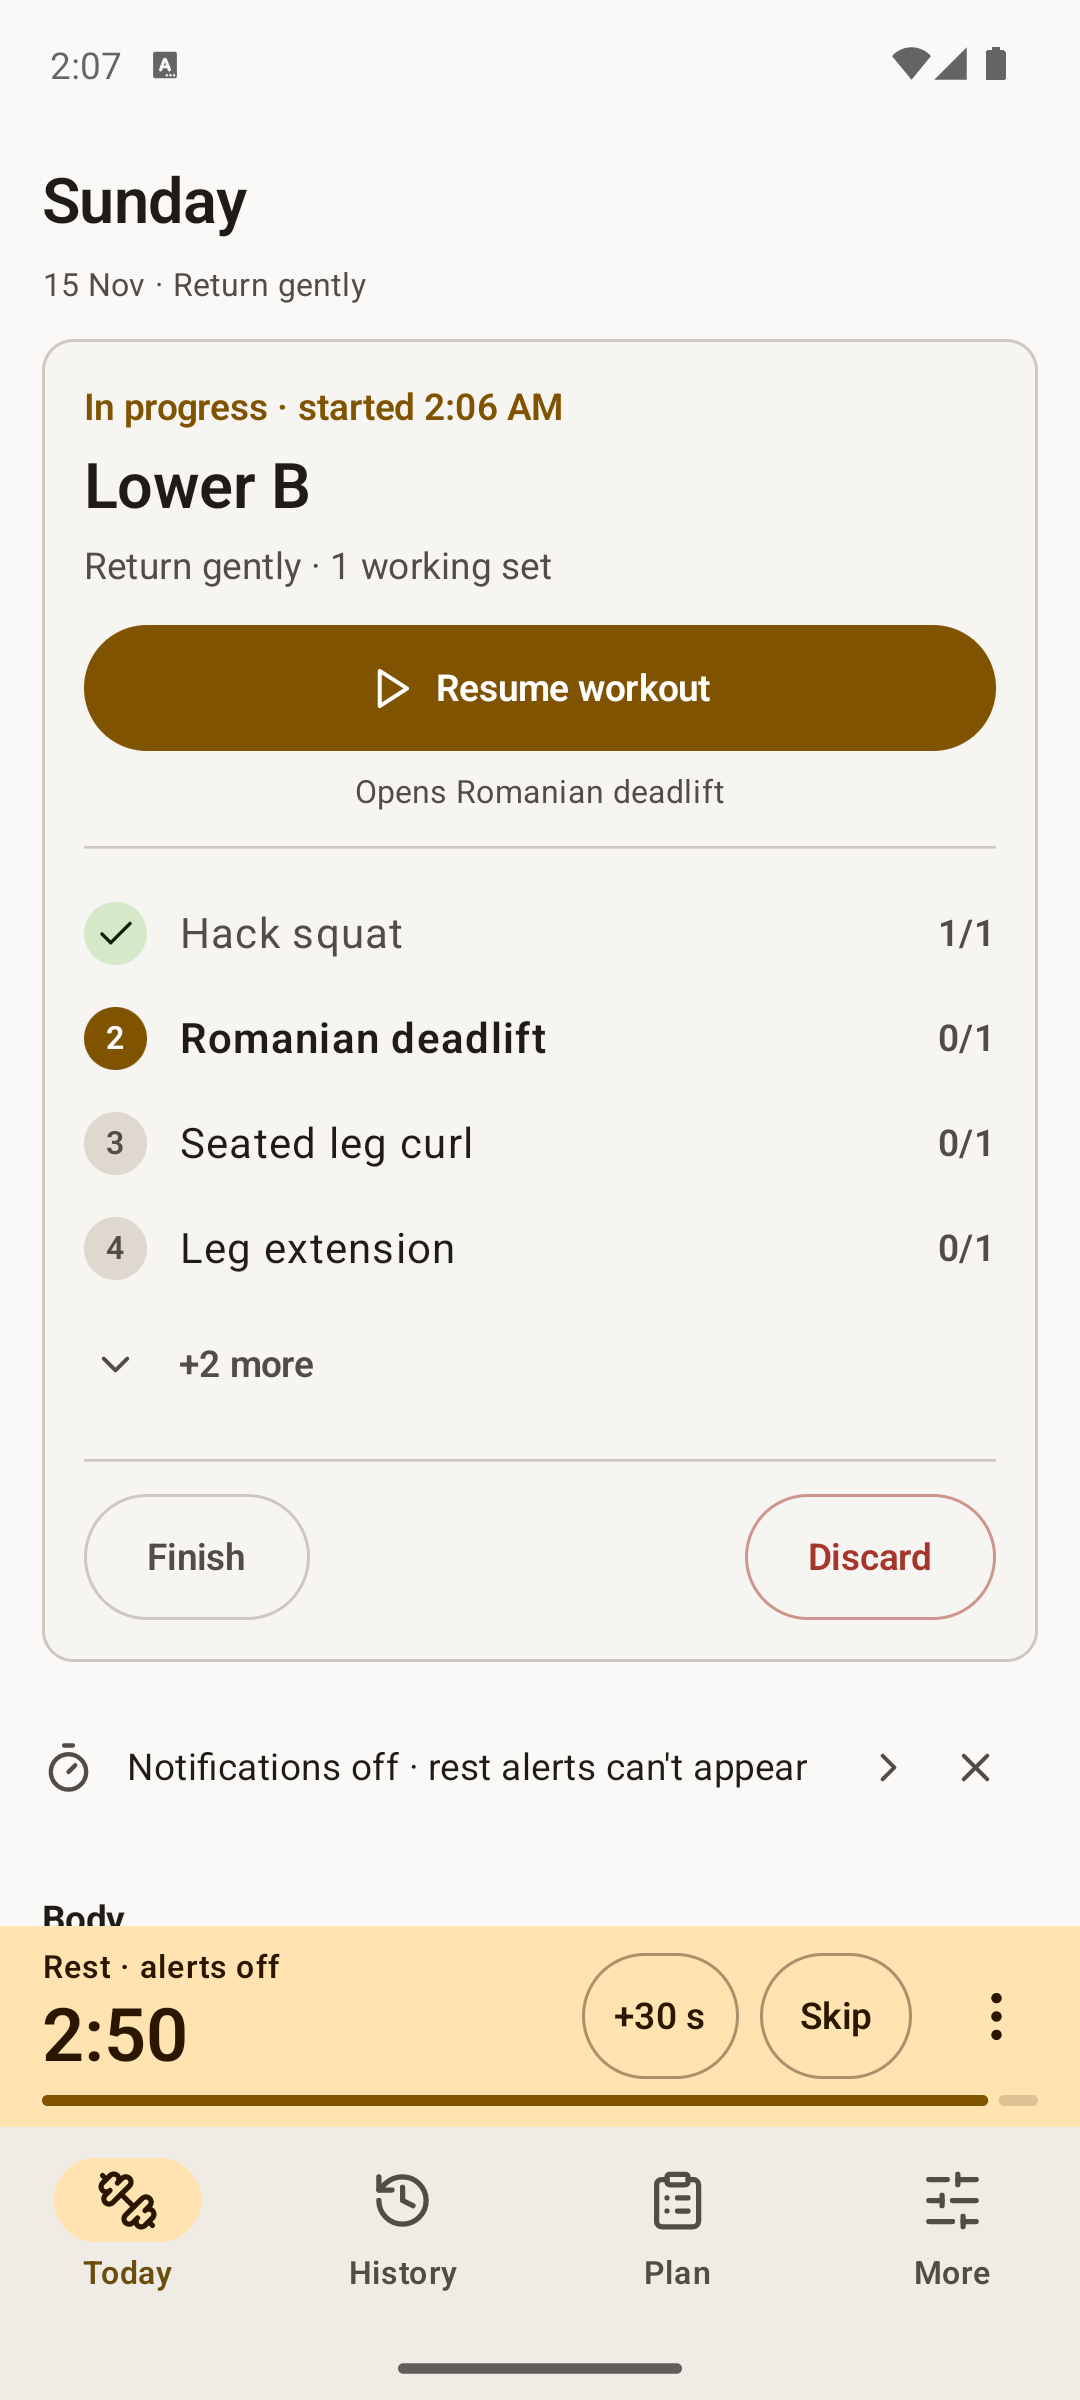 2:07
Sunday
15 Nov · Return gently
In progress · started 2:06 AM
Lower B
Return gently · 1 working set
Resume workout
Opens Romanian deadlift
Hack squat 1/1
2 Romanian deadlift 0/1
3 Seated leg curl 0/1
4 Leg extension 0/1
+2 more
Finish Discard
Notifications off · rest alerts can't appear
Body
Rest · alerts off
2:50 +30 s Skip
Today History Plan More